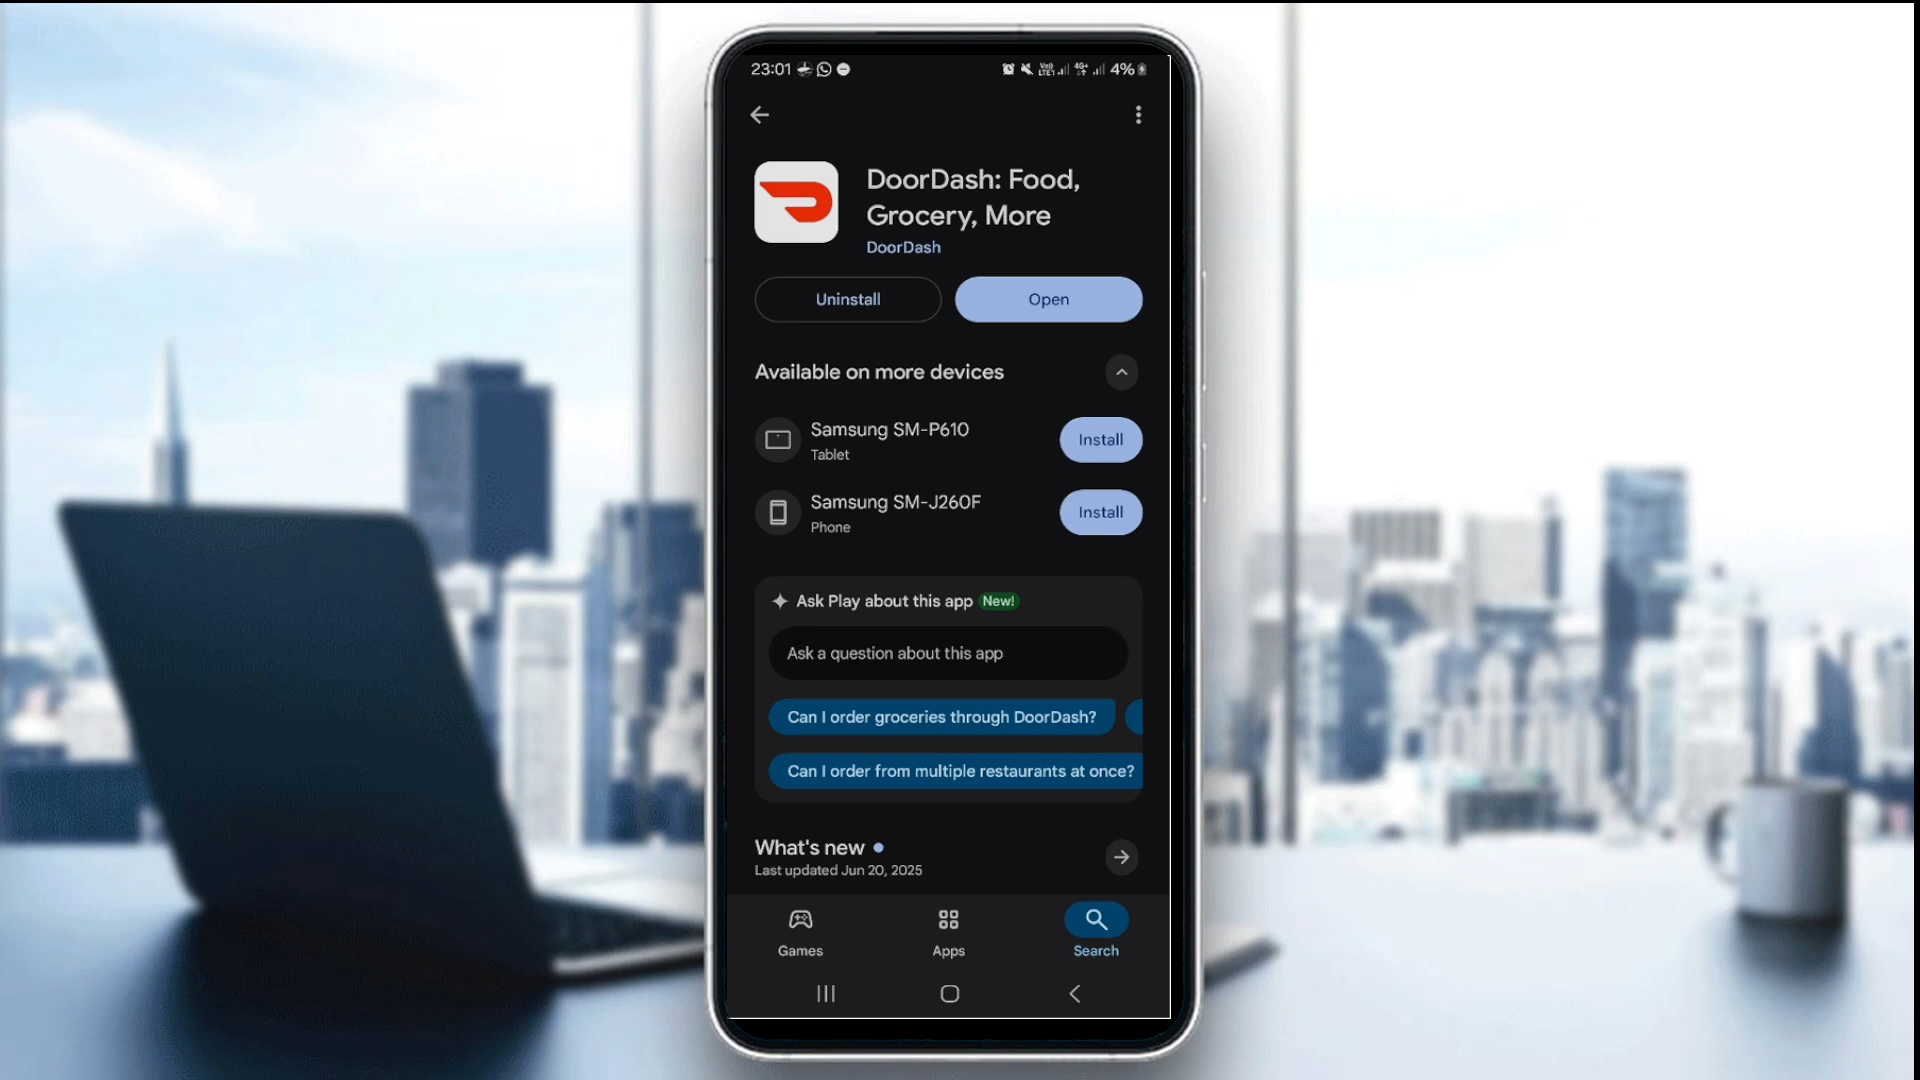 23:01 4%
DoorDash: Food,
Grocery, More
DoorDash
Uninstall Open
Available on more devices
Samsung SM-P610
Tablet
Install
Samsung SM-J260F
Phone
Install
Ask Play about this app New!
Ask a question about this app
Can I order groceries through DoorDash?
Can I order from multiple restaurants at once?
What's new
Last updated Jun 20, 2025
Games Apps Search